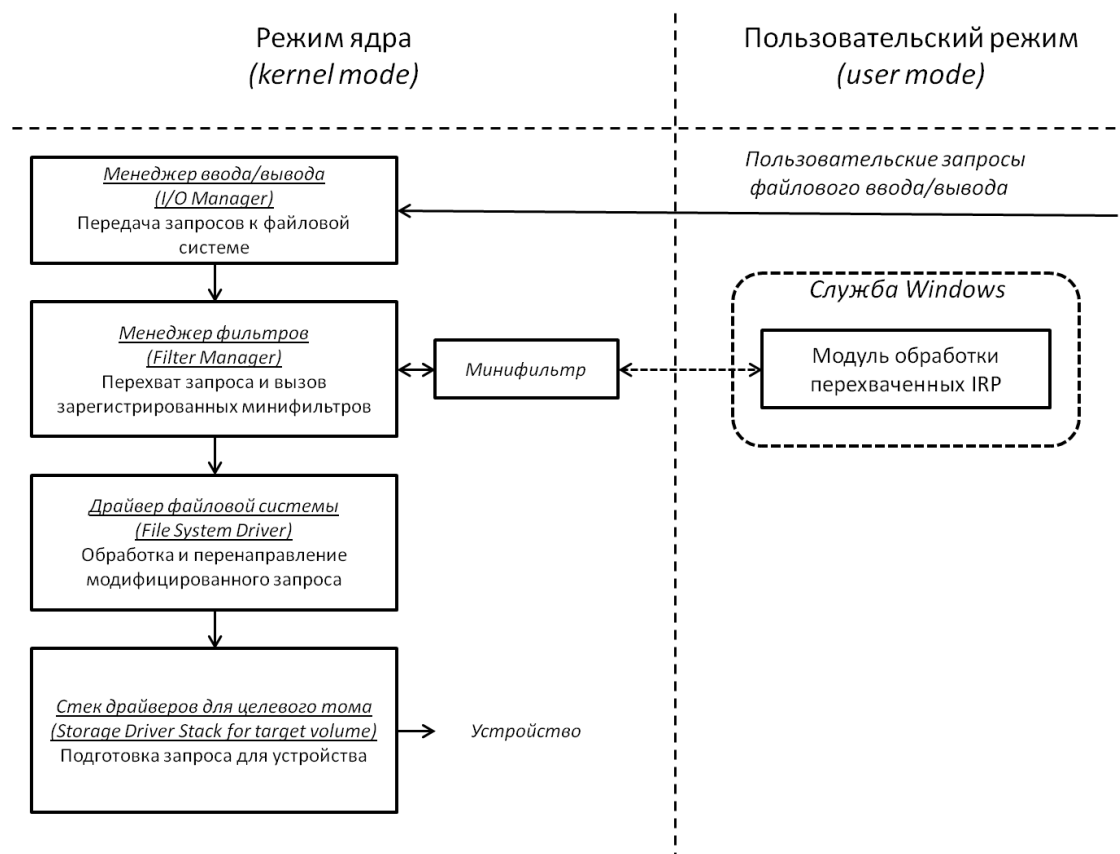 Режим ядра
(kernel mode)
Пользовательский режим
(user mode)
Пользовательские запросы
файлового ввода/вывода
Менеджер ввода/вывода
(I/O Manager)
Передача запросов к файловой
системе
Служба Windows
Менеджер фильтров
(Filter Manager)
Перехват запроса и вызов
зарегистрированных минифильтров
Минифильтр
Модуль обработки
перехваченных IRP
Драйвер файловой системы
(File System Driver)
Обработка и перенаправление
модифицированного запроса
Стек драйверов для целевого тома
(Storage Driver Stack for target volume)
Подготовка запроса для устройства
Устройство